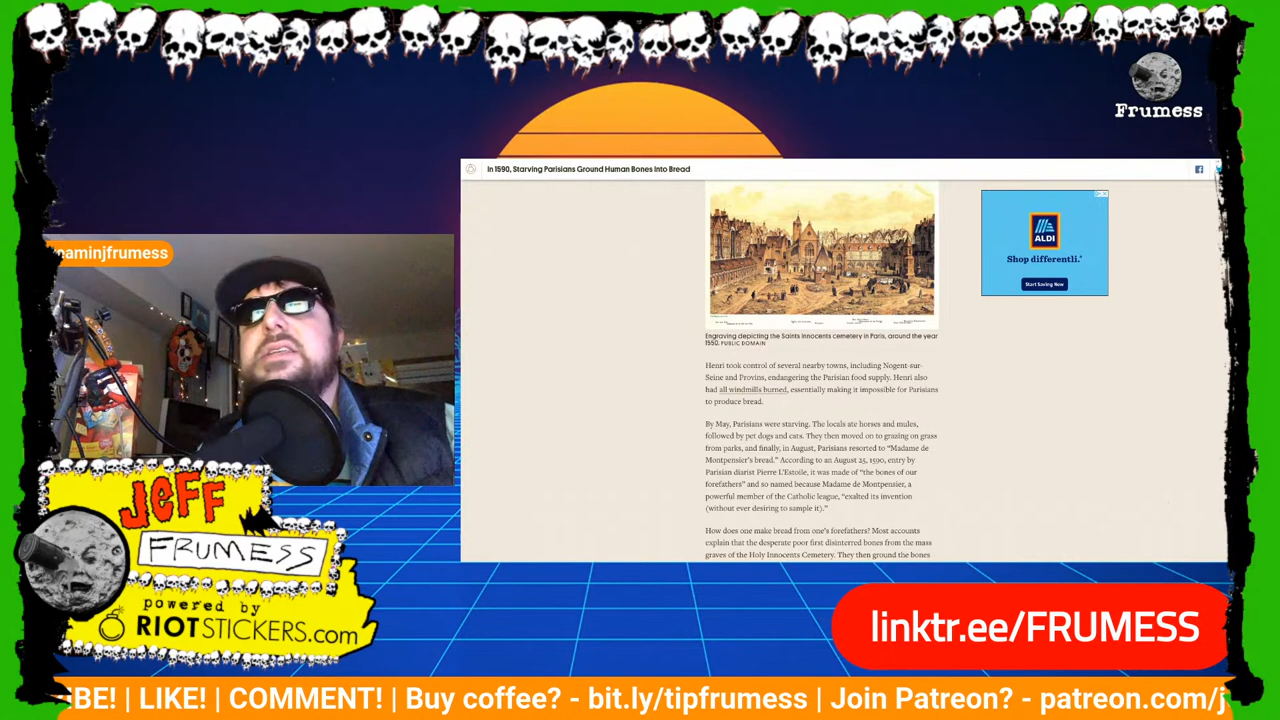 Frumess
In 1590, Starving Parisians Ground Human Bones Into Bread
ALDI
Shop differentli.
Start Saving Now
eaminjfrumess
Engraving depicting the Saints Innocents cemetery in Paris, around the year
1550. PUBLIC DOMAIN
Henri took control of several nearby towns, including Nogent-sur-
Seine and Provins, endangering the Parisian food supply. Henri also
had all windmills burned, essentially making it impossible for Parisians
to produce bread.
By May, Parisians were starving. The locals ate horses and mules,
followed by pet dogs and cats. They then moved on to grazing on grass
from parks, and finally, in August, Parisians resorted to “Madame de
Montpensier’s bread.” According to an August 25, 1590, entry by
Parisian diarist Pierre L’Estoile, it was made of “the bones of our
forefathers” and so named because Madame de Montpensier, a
powerful member of the Catholic league, “exalted its invention
(without ever desiring to sample it).”
How does one make bread from one’s forefathers? Most accounts
explain that the desperate poor first disinterred bones from the mass
graves of the Holy Innocents Cemetery. They then ground the bones
JEFF
FRUMESS
powered by
RIOTSTICKERS.com
linktr.ee/FRUMESS
BE! | LIKE! | COMMENT! | Buy coffee? - bit.ly/tipfrumess | Join Patreon? - patreon.com/j